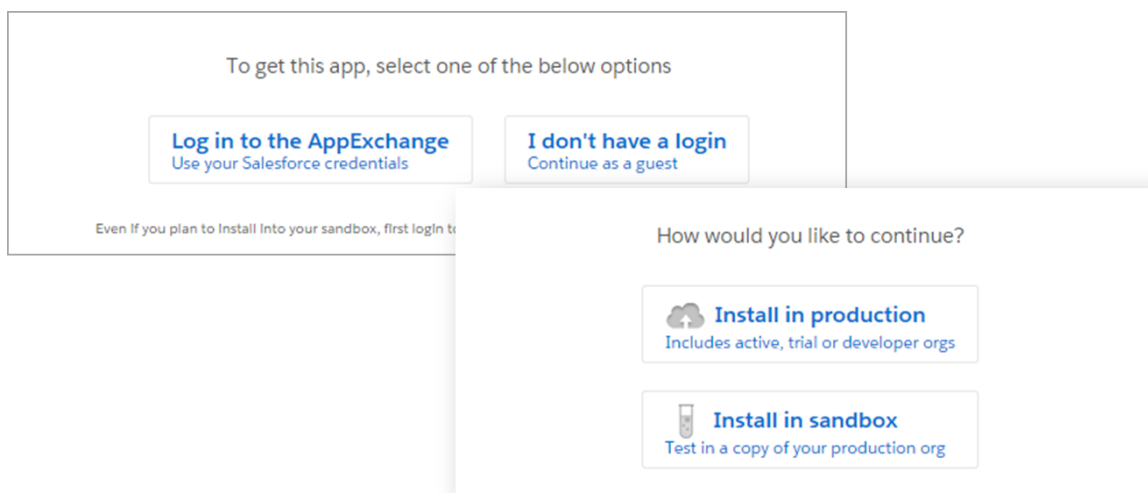 To get this app, select one of the below options
Log in to the AppExchange
Use your Salesforce credentials
I don't have a login
Continue as a guest
Even if you plan to install into your sandbox, first login to
How would you like to continue?
Install in production
Includes active, trial or developer orgs
Install in sandbox
Test in a copy of your production org